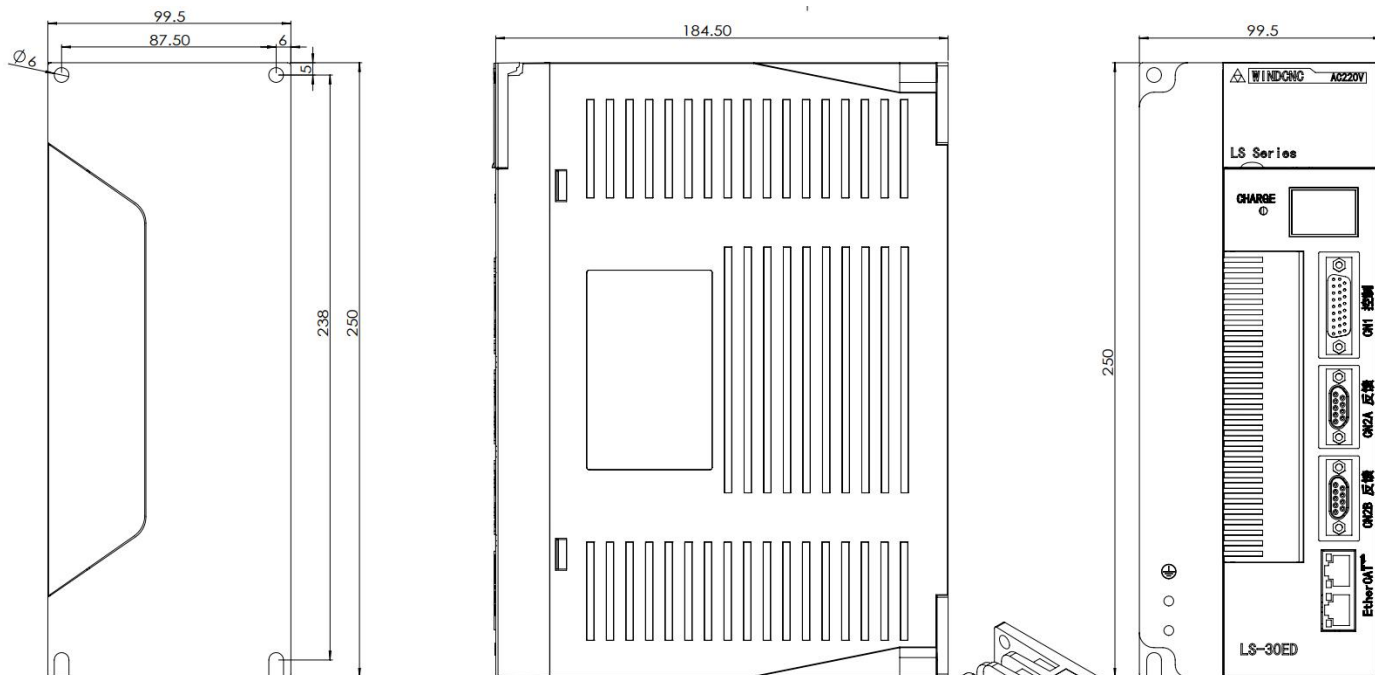 99.5
87.50
6
Ø6
5
238
250
184.50
99.5
250
WINDCNC AC220V
LS Series
CHARGE
CN1 控制
CN2A 反馈
CN2B 反馈
EtherCAT
LS-30ED